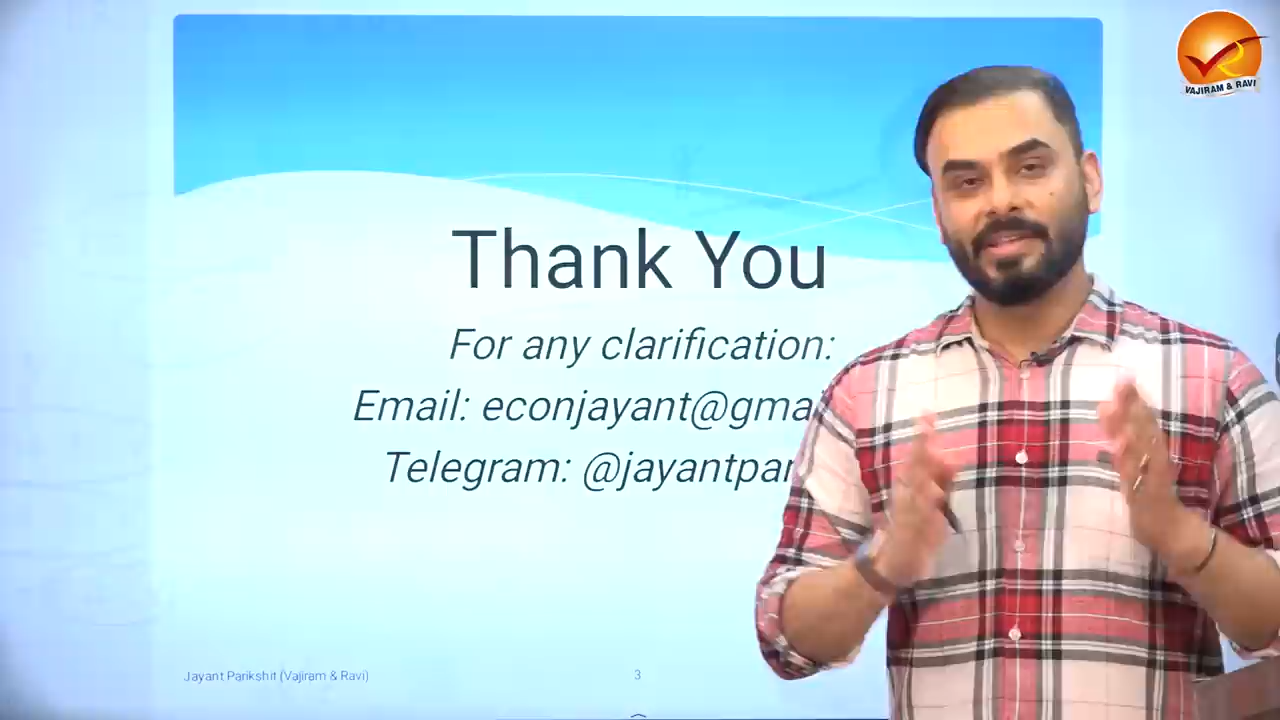 VAJIRAM & RAVI
Thank You
For any clarification:
Email: econjayant@gma
Telegram: @jayantpar
Jayant Parikshit (Vajiram & Ravi)
3